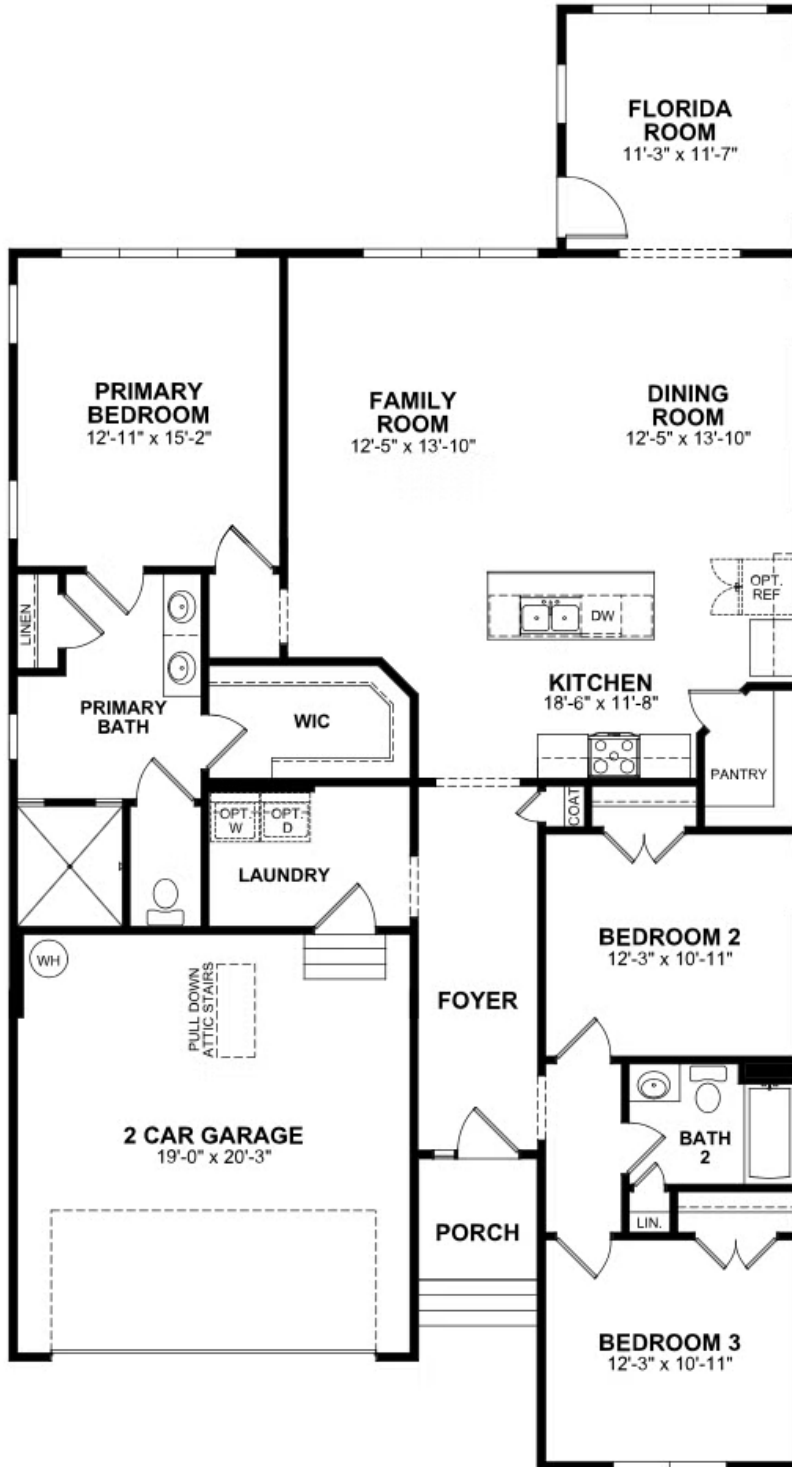 FLORIDA
ROOM
11'-3" x 11'-7"
PRIMARY
BEDROOM
12'-11" x 15'-2"
FAMILY
ROOM
12'-5" x 13'-10"
DINING
ROOM
12'-5" x 13'-10"
LINEN
OPT.
REF
DW
PRIMARY
BATH
WIC
KITCHEN
18'-6" x 11'-8"
PANTRY
OPT.
W
OPT.
D
COAT
LAUNDRY
BEDROOM 2
12'-3" x 10'-11"
WH
PULL DOWN
ATTIC STAIRS
FOYER
2 CAR GARAGE
19'-0" x 20'-3"
BATH
2
PORCH
LIN.
BEDROOM 3
12'-3" x 10'-11"